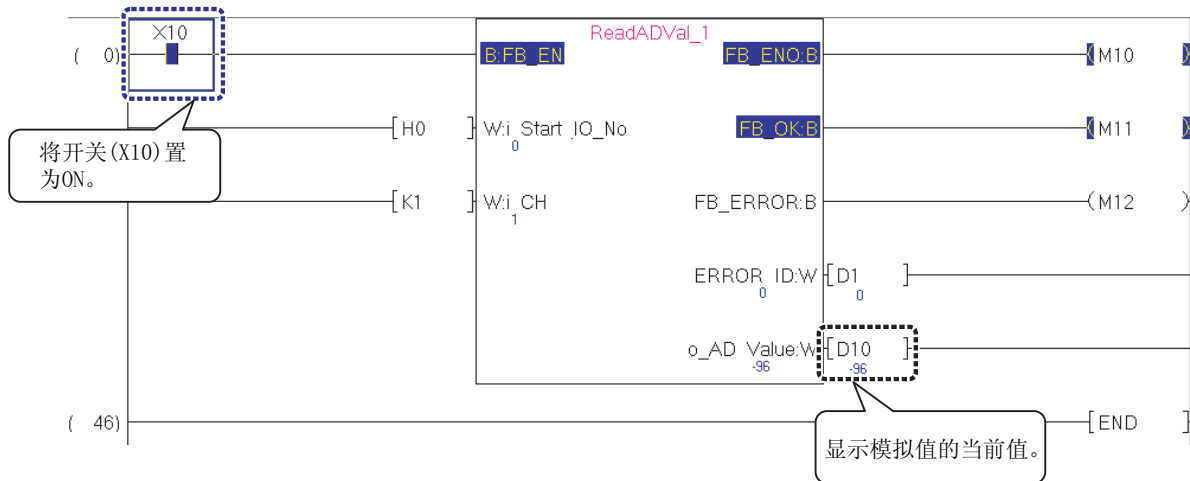 ReadADVal_1
( 0) X10 B:FB_EN FB_ENO:B ( M10 )
[ H0 ] W:i_Start_IO_No FB_OK:B ( M11 )
0
将开关(X10)置
为ON。
[ K1 ] W:i_CH FB_ERROR:B ( M12 )
1
ERROR_ID:W [ D1 ]
0 0
o_AD_Value:W [ D10 ]
-96 -96
( 46) [ END ]
显示模拟值的当前值。